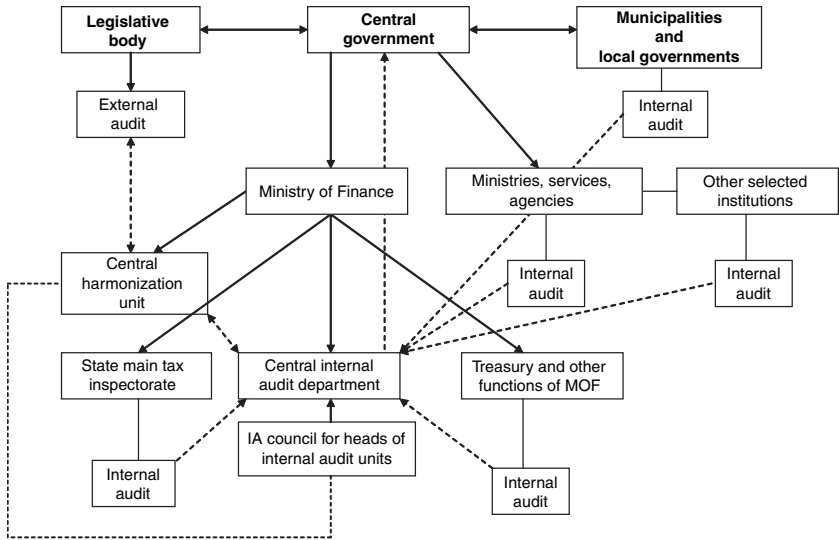 Legislative
body
Central
government
Municipalities
and
local governments
External
audit
Internal
audit
Ministry of Finance
Ministries, services,
agencies
Other selected
institutions
Central
harmonization
unit
Internal
audit
Internal
audit
State main tax
inspectorate
Central internal
audit department
Treasury and other
functions of MOF
IA council for heads of
internal audit units
Internal
audit
Internal
audit